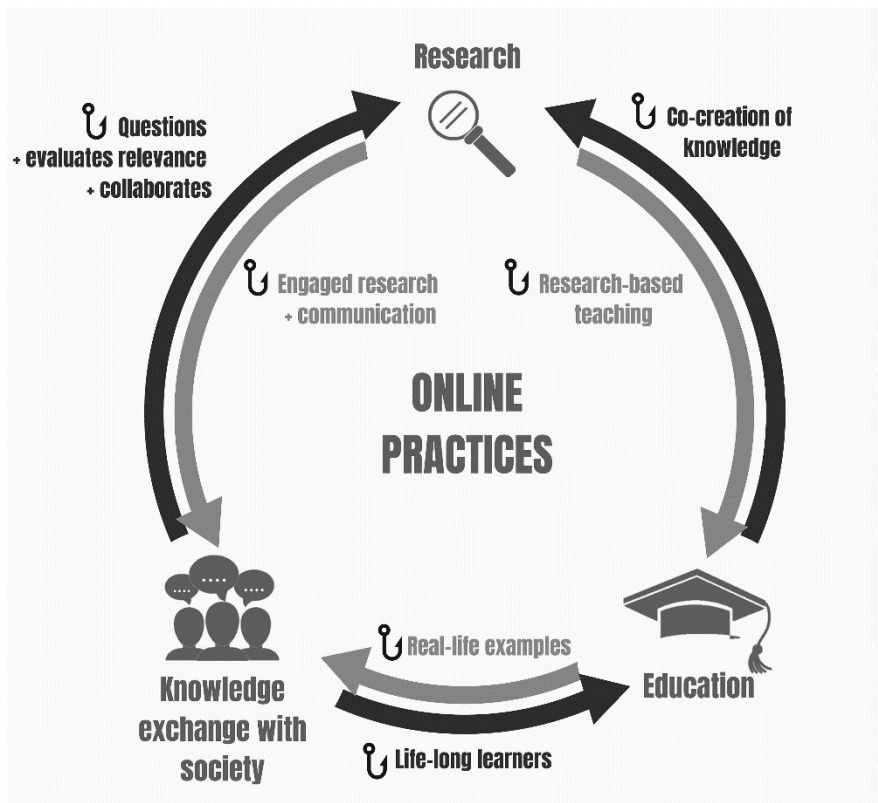 Research
Questions
+ evaluates relevance
+ collaborates
Co-creation of
knowledge
Engaged research
+ communication
Research-based
teaching
ONLINE
PRACTICES
Real-life examples
Education
Knowledge
exchange with
society
Life-long learners